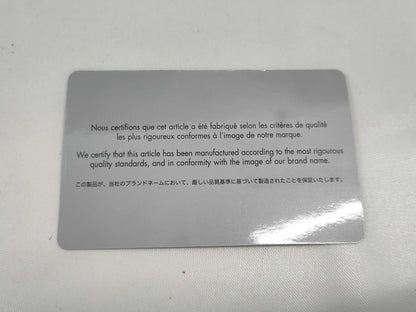 Nous certifions que cet article a été fabriqué selon les critères de qualité
les plus rigoureux conformes à l'image de notre marque.
We certify that this article has been manufactured according to the most rigourous
quality standards, and in conformity with the image of our brand name.
この製品が、当社のブランドネームにおいて、厳しい品質基準に基づいて製造されたことを保証いたします。